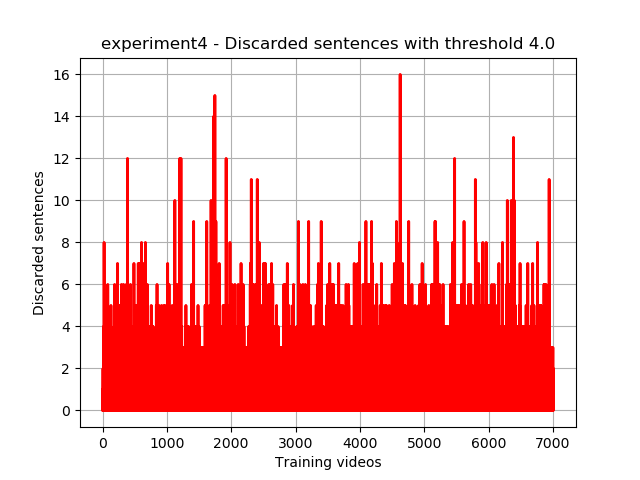 experiment4 - Discarded sentences with threshold 4.0
16
14
12
10
8
6
4
2
0
Discarded sentences
0 1000 2000 3000 4000 5000 6000 7000
Training videos